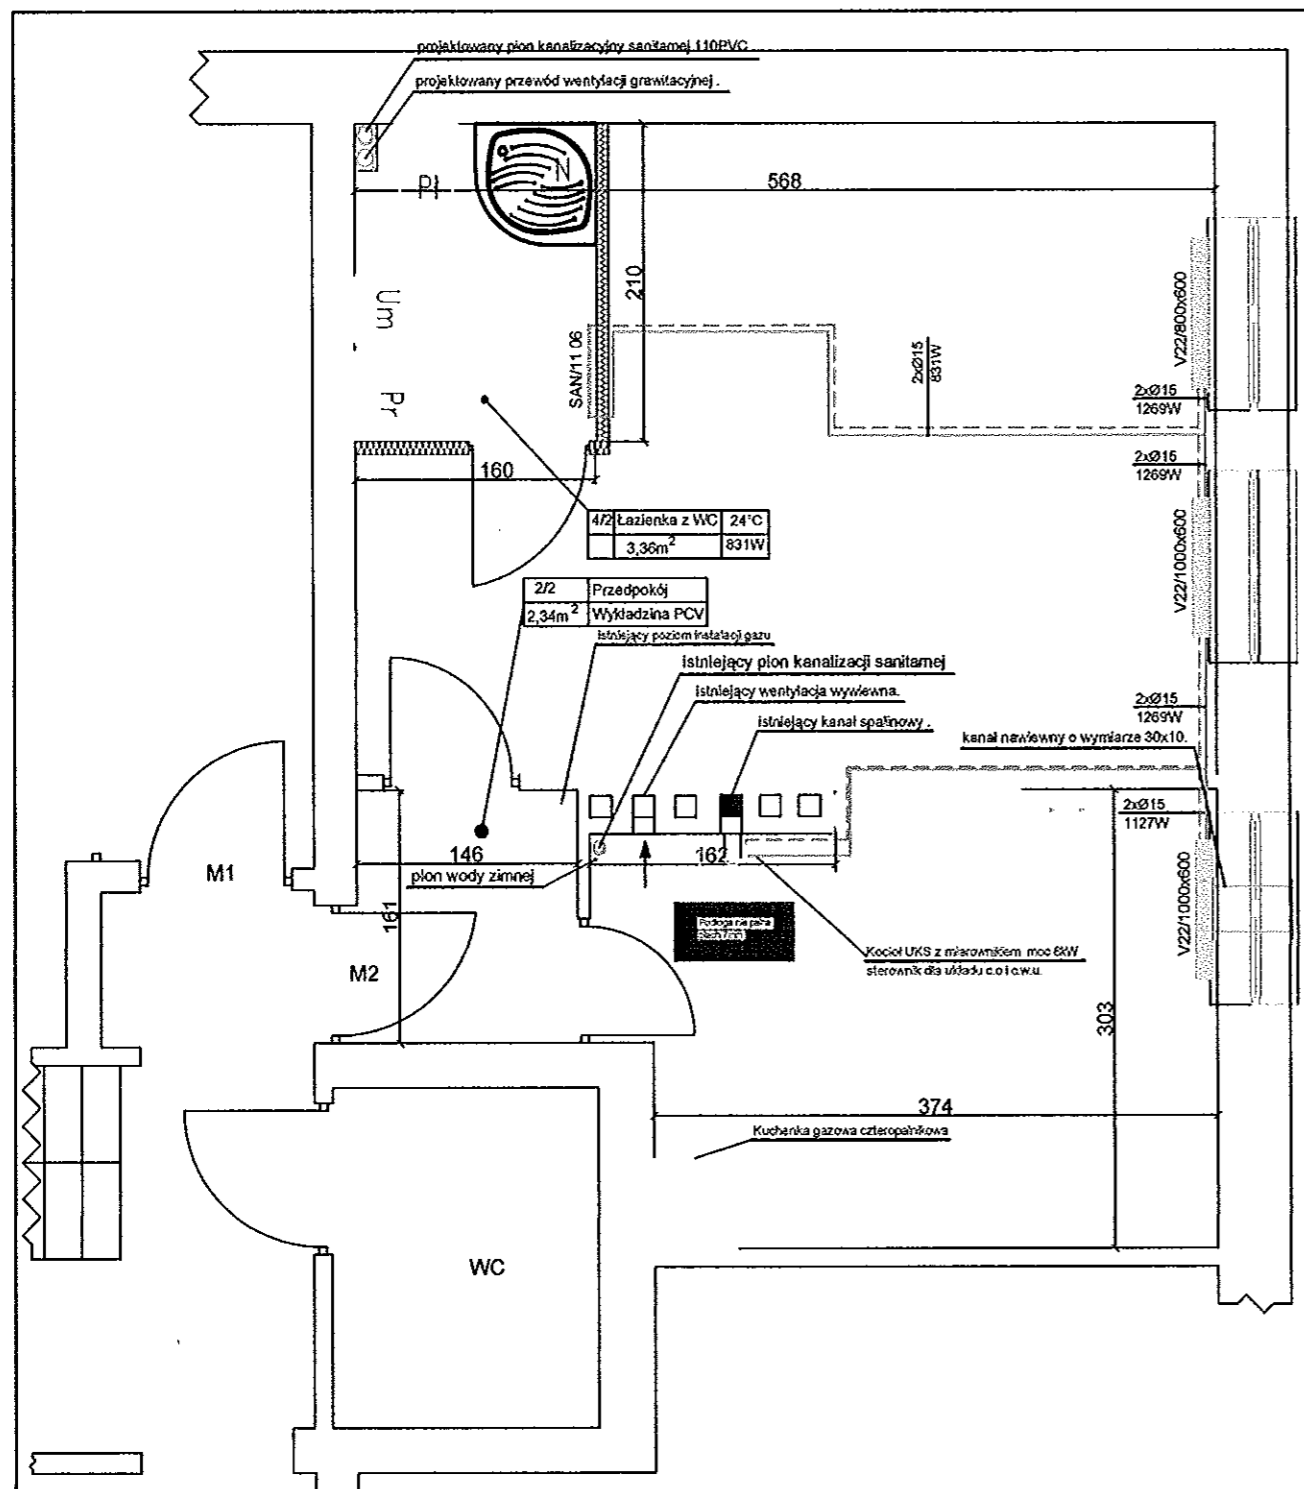 projektowany pion kanalizacyjny sanitarnej 110PVC
projektowany przewód wentylacji grawitacyjnej .
Pł
N
568
Um
210
Pr
SAN/11 06
2xØ15
831W
V22/800x600
2xØ15
1269W
2xØ15
1269W
160
4/2 Łazienka z WC 24°C
3,36m² 831W
V22/1000x600
2/2 Przedpokój
2,34m² Wykładzina PCV
istniejący poziom instalacji gazu
istniejący pion kanalizacji sanitarnej
istniejący wentylacja wywiewna.
istniejący kanał spalinowy .
2xØ15
1269W
kanał nawiewny o wymiarze 30x10.
2xØ15
1127W
146
162
M1
pion wody zimnej
161
V22/1000x600
M2
Kocioł UKS z miarownikiem moc 6kW
sterownik dla układu c.o i c.w.u.
303
374
Kuchenka gazowa czteropalnikowa
WC